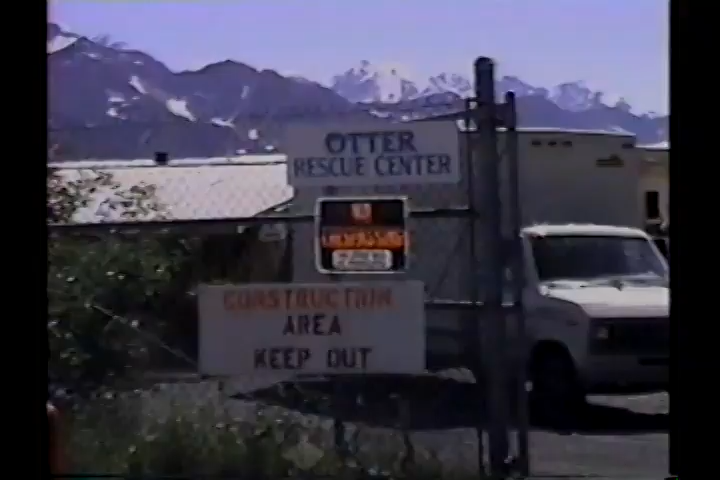 OTTER
RESCUE CENTER
CONSTRUCTION
AREA
KEEP OUT